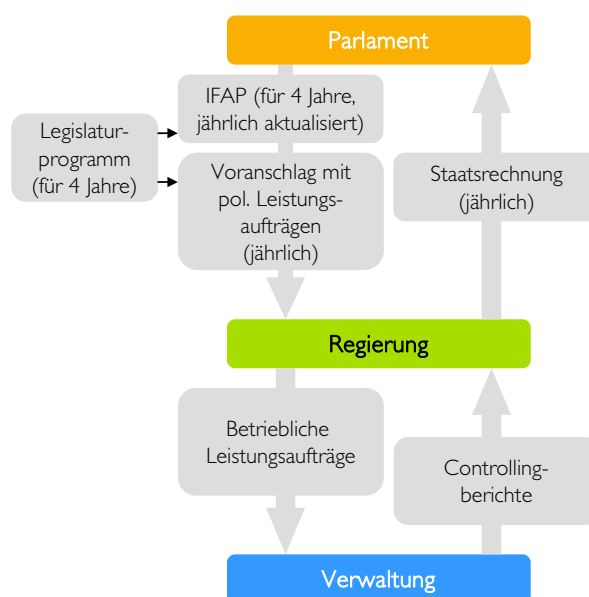 Parlament
IFAP (für 4 Jahre,
jährlich aktualisiert)
Legislatur-
programm
(für 4 Jahre)
Voranschlag mit
pol. Leistungs-
aufträgen
(jährlich)
Staatsrechnung
(jährlich)
Regierung
Betriebliche
Leistungsaufträge
Controlling-
berichte
Verwaltung